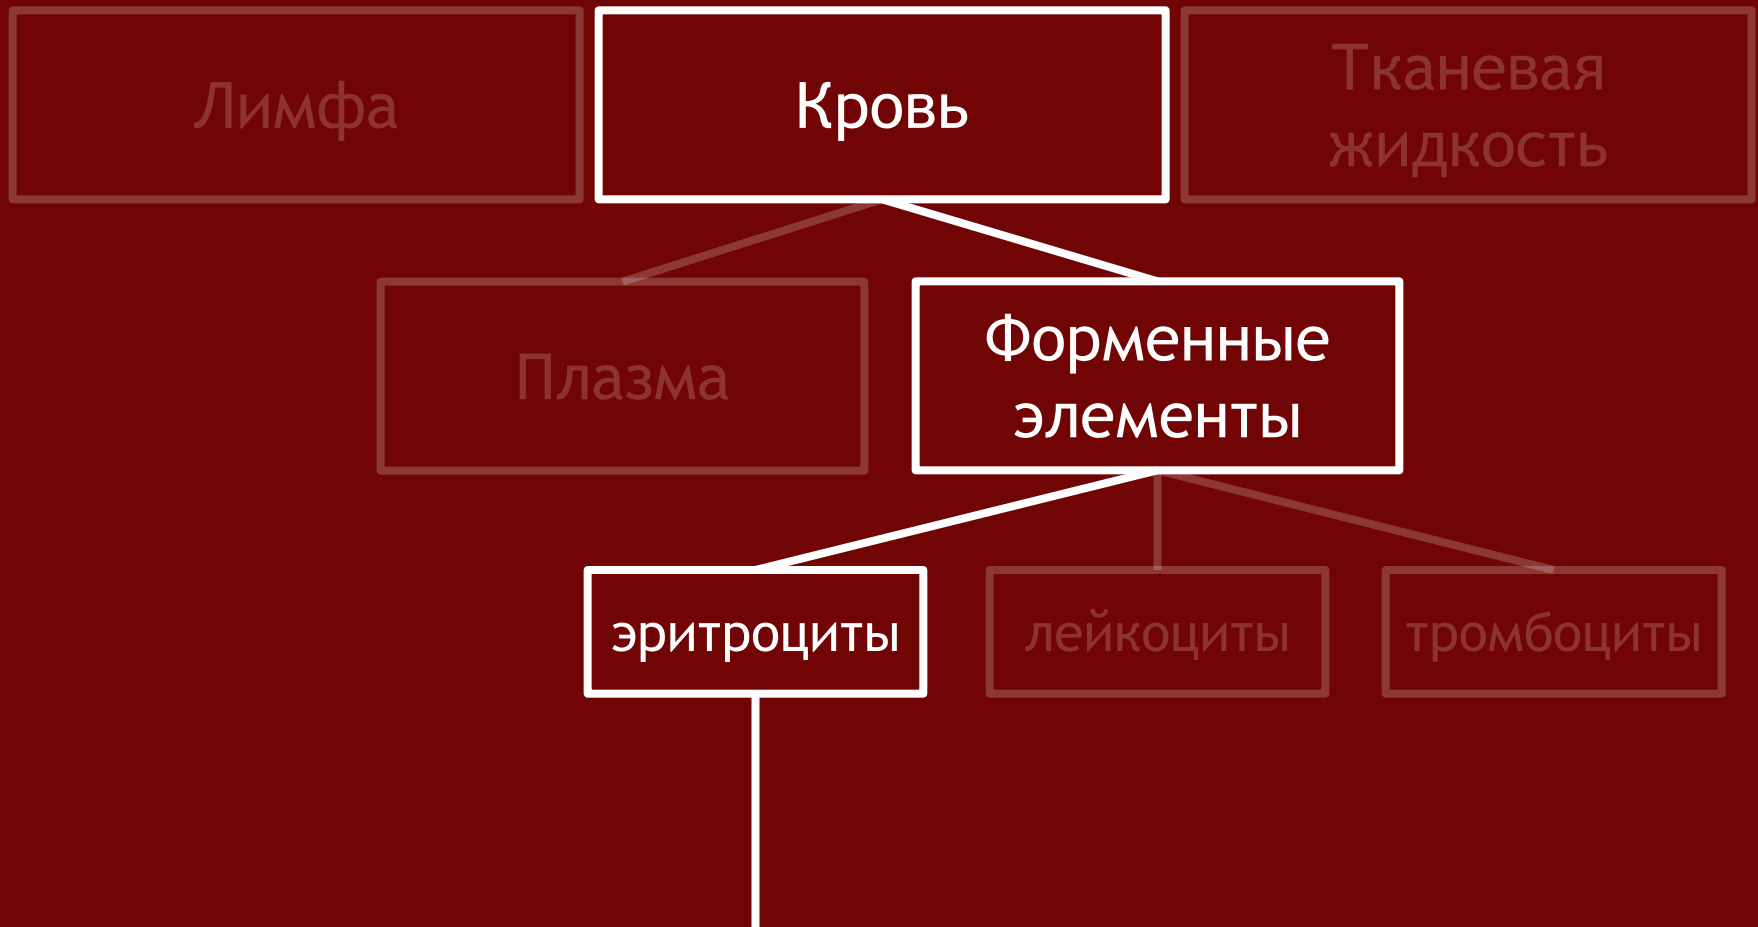 Лимфа
Кровь
Тканевая
жидкость
Плазма
Форменные
элементы
эритроциты
лейкоциты
тромбоциты